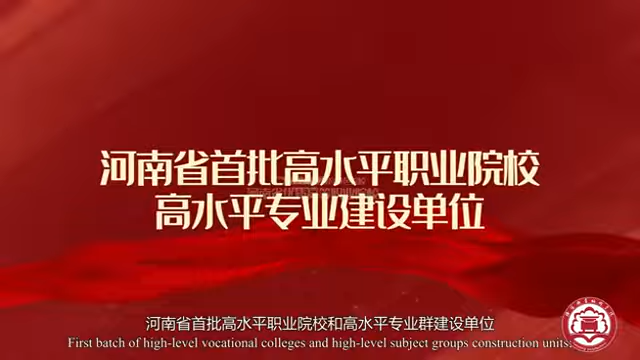 河南省首批高水平职业院校
高水平专业建设单位
河南省首批高水平职业院校和高水平专业群建设单位
First batch of high-level vocational colleges and high-level subject groups construction units.